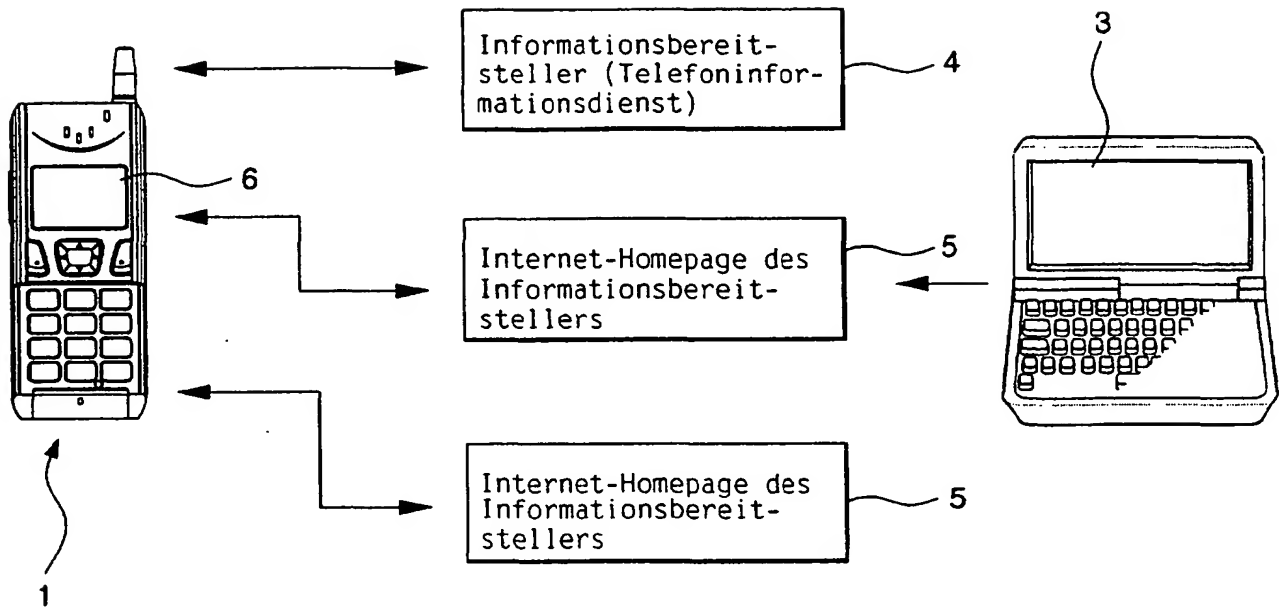 Informationsbereit-
steller (Telefoninfor-
mationsdienst)
4
3
6
Internet-Homepage des
Informationsbereit-
stellers
5
Internet-Homepage des
Informationsbereit-
stellers
5
1